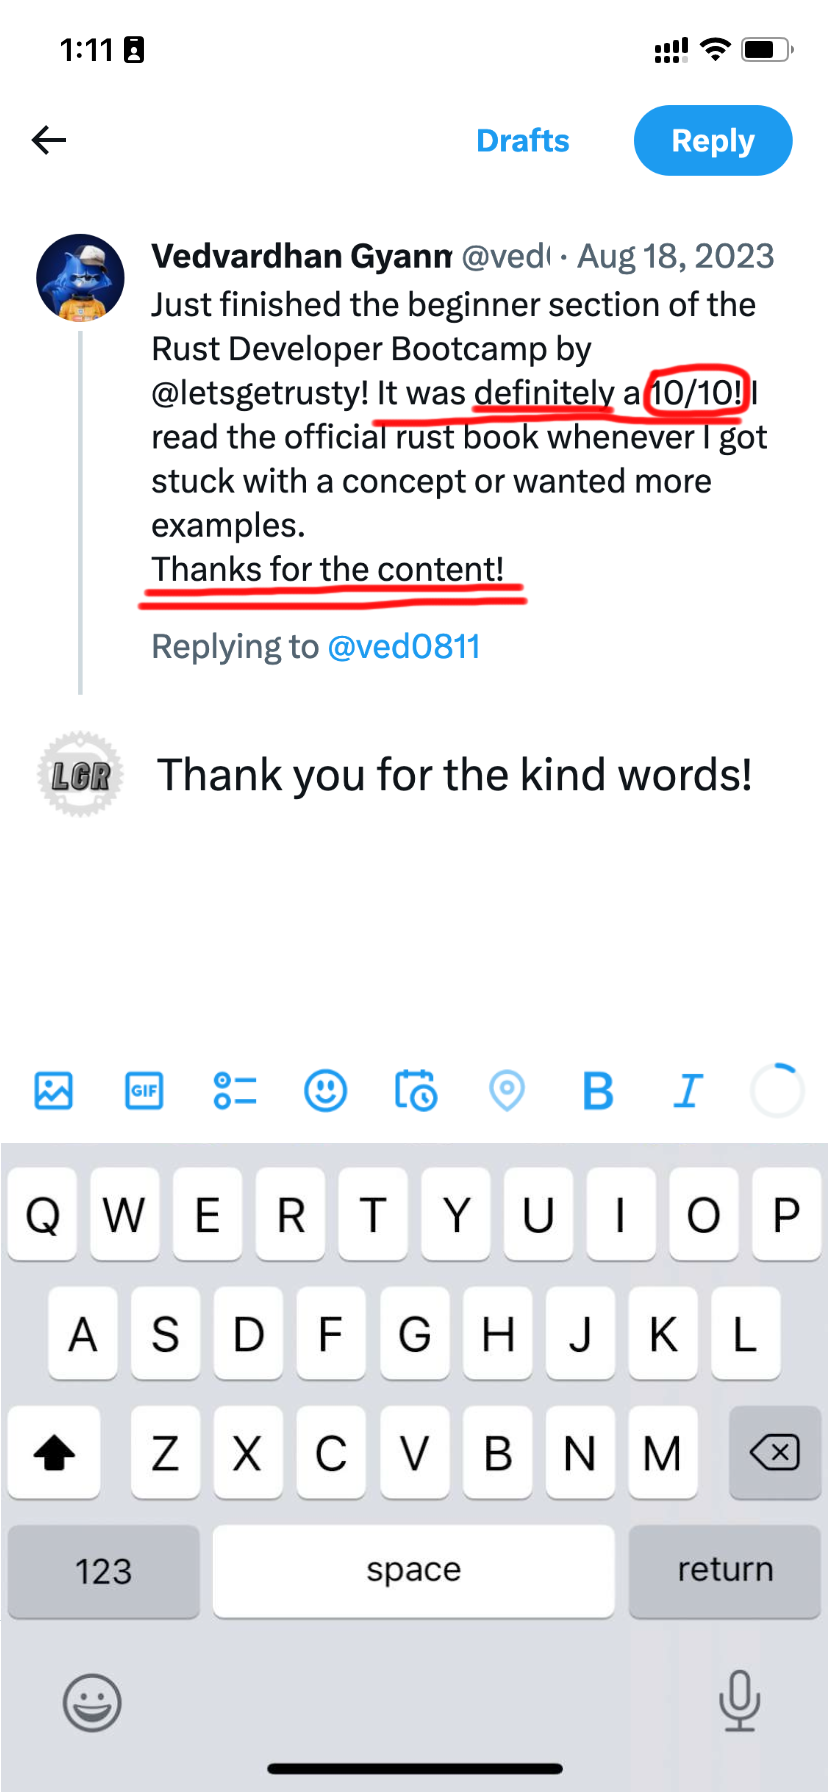 1:11
Drafts
Reply
Vedvardhan Gyanm @ved0 · Aug 18, 2023
Just finished the beginner section of the
Rust Developer Bootcamp by
@letsgetrusty! It was definitely a 10/10! I
read the official rust book whenever I got
stuck with a concept or wanted more
examples.
Thanks for the content!
Replying to @ved0811
LGR
Thank you for the kind words!
GIF
B I
Q W E R T Y U I O P
A S D F G H J K L
Z X C V B N M
123 space return